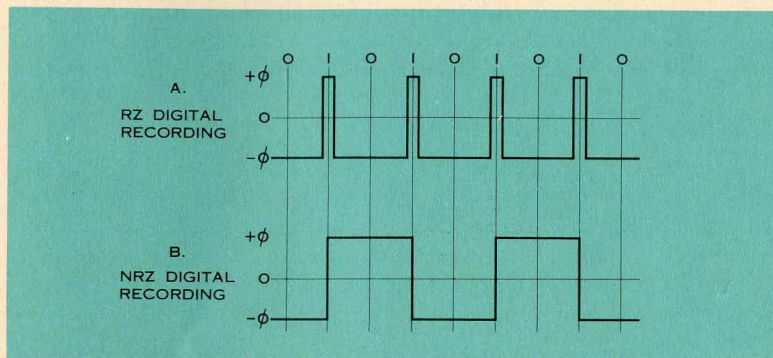 0 1 0 1 0 1 0 1 0
A.
+ϕ
RZ DIGITAL
RECORDING
0
-ϕ
B.
+ϕ
NRZ DIGITAL
RECORDING
0
-ϕ